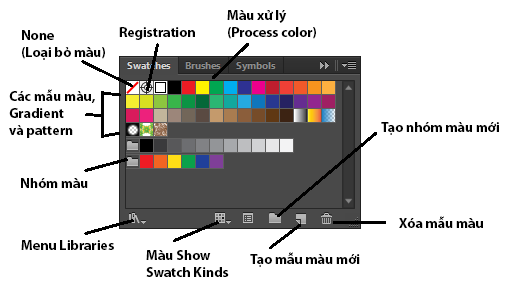 None
(Loại bỏ màu)
Registration
Màu xử lý
(Process color)
Swatches
Brushes
Symbols
Các mẫu màu,
Gradient
và pattern
Tạo nhóm màu mới
Nhóm màu
Xóa mẫu màu
Menu Libraries
Màu Show
Swatch Kinds
Tạo mẫu màu mới